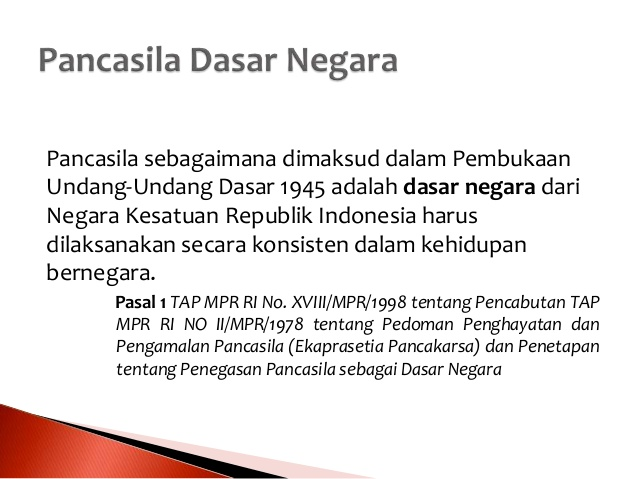 Pancasila Dasar Negara
Pancasila sebagaimana dimaksud dalam Pembukaan
Undang-Undang Dasar 1945 adalah dasar negara dari
Negara Kesatuan Republik Indonesia harus
dilaksanakan secara konsisten dalam kehidupan
bernegara.
Pasal 1 TAP MPR RI No. XVIII/MPR/1998 tentang Pencabutan TAP
MPR RI NO II/MPR/1978 tentang Pedoman Penghayatan dan
Pengamalan Pancasila (Ekaprasetia Pancakarsa) dan Penetapan
tentang Penegasan Pancasila sebagai Dasar Negara